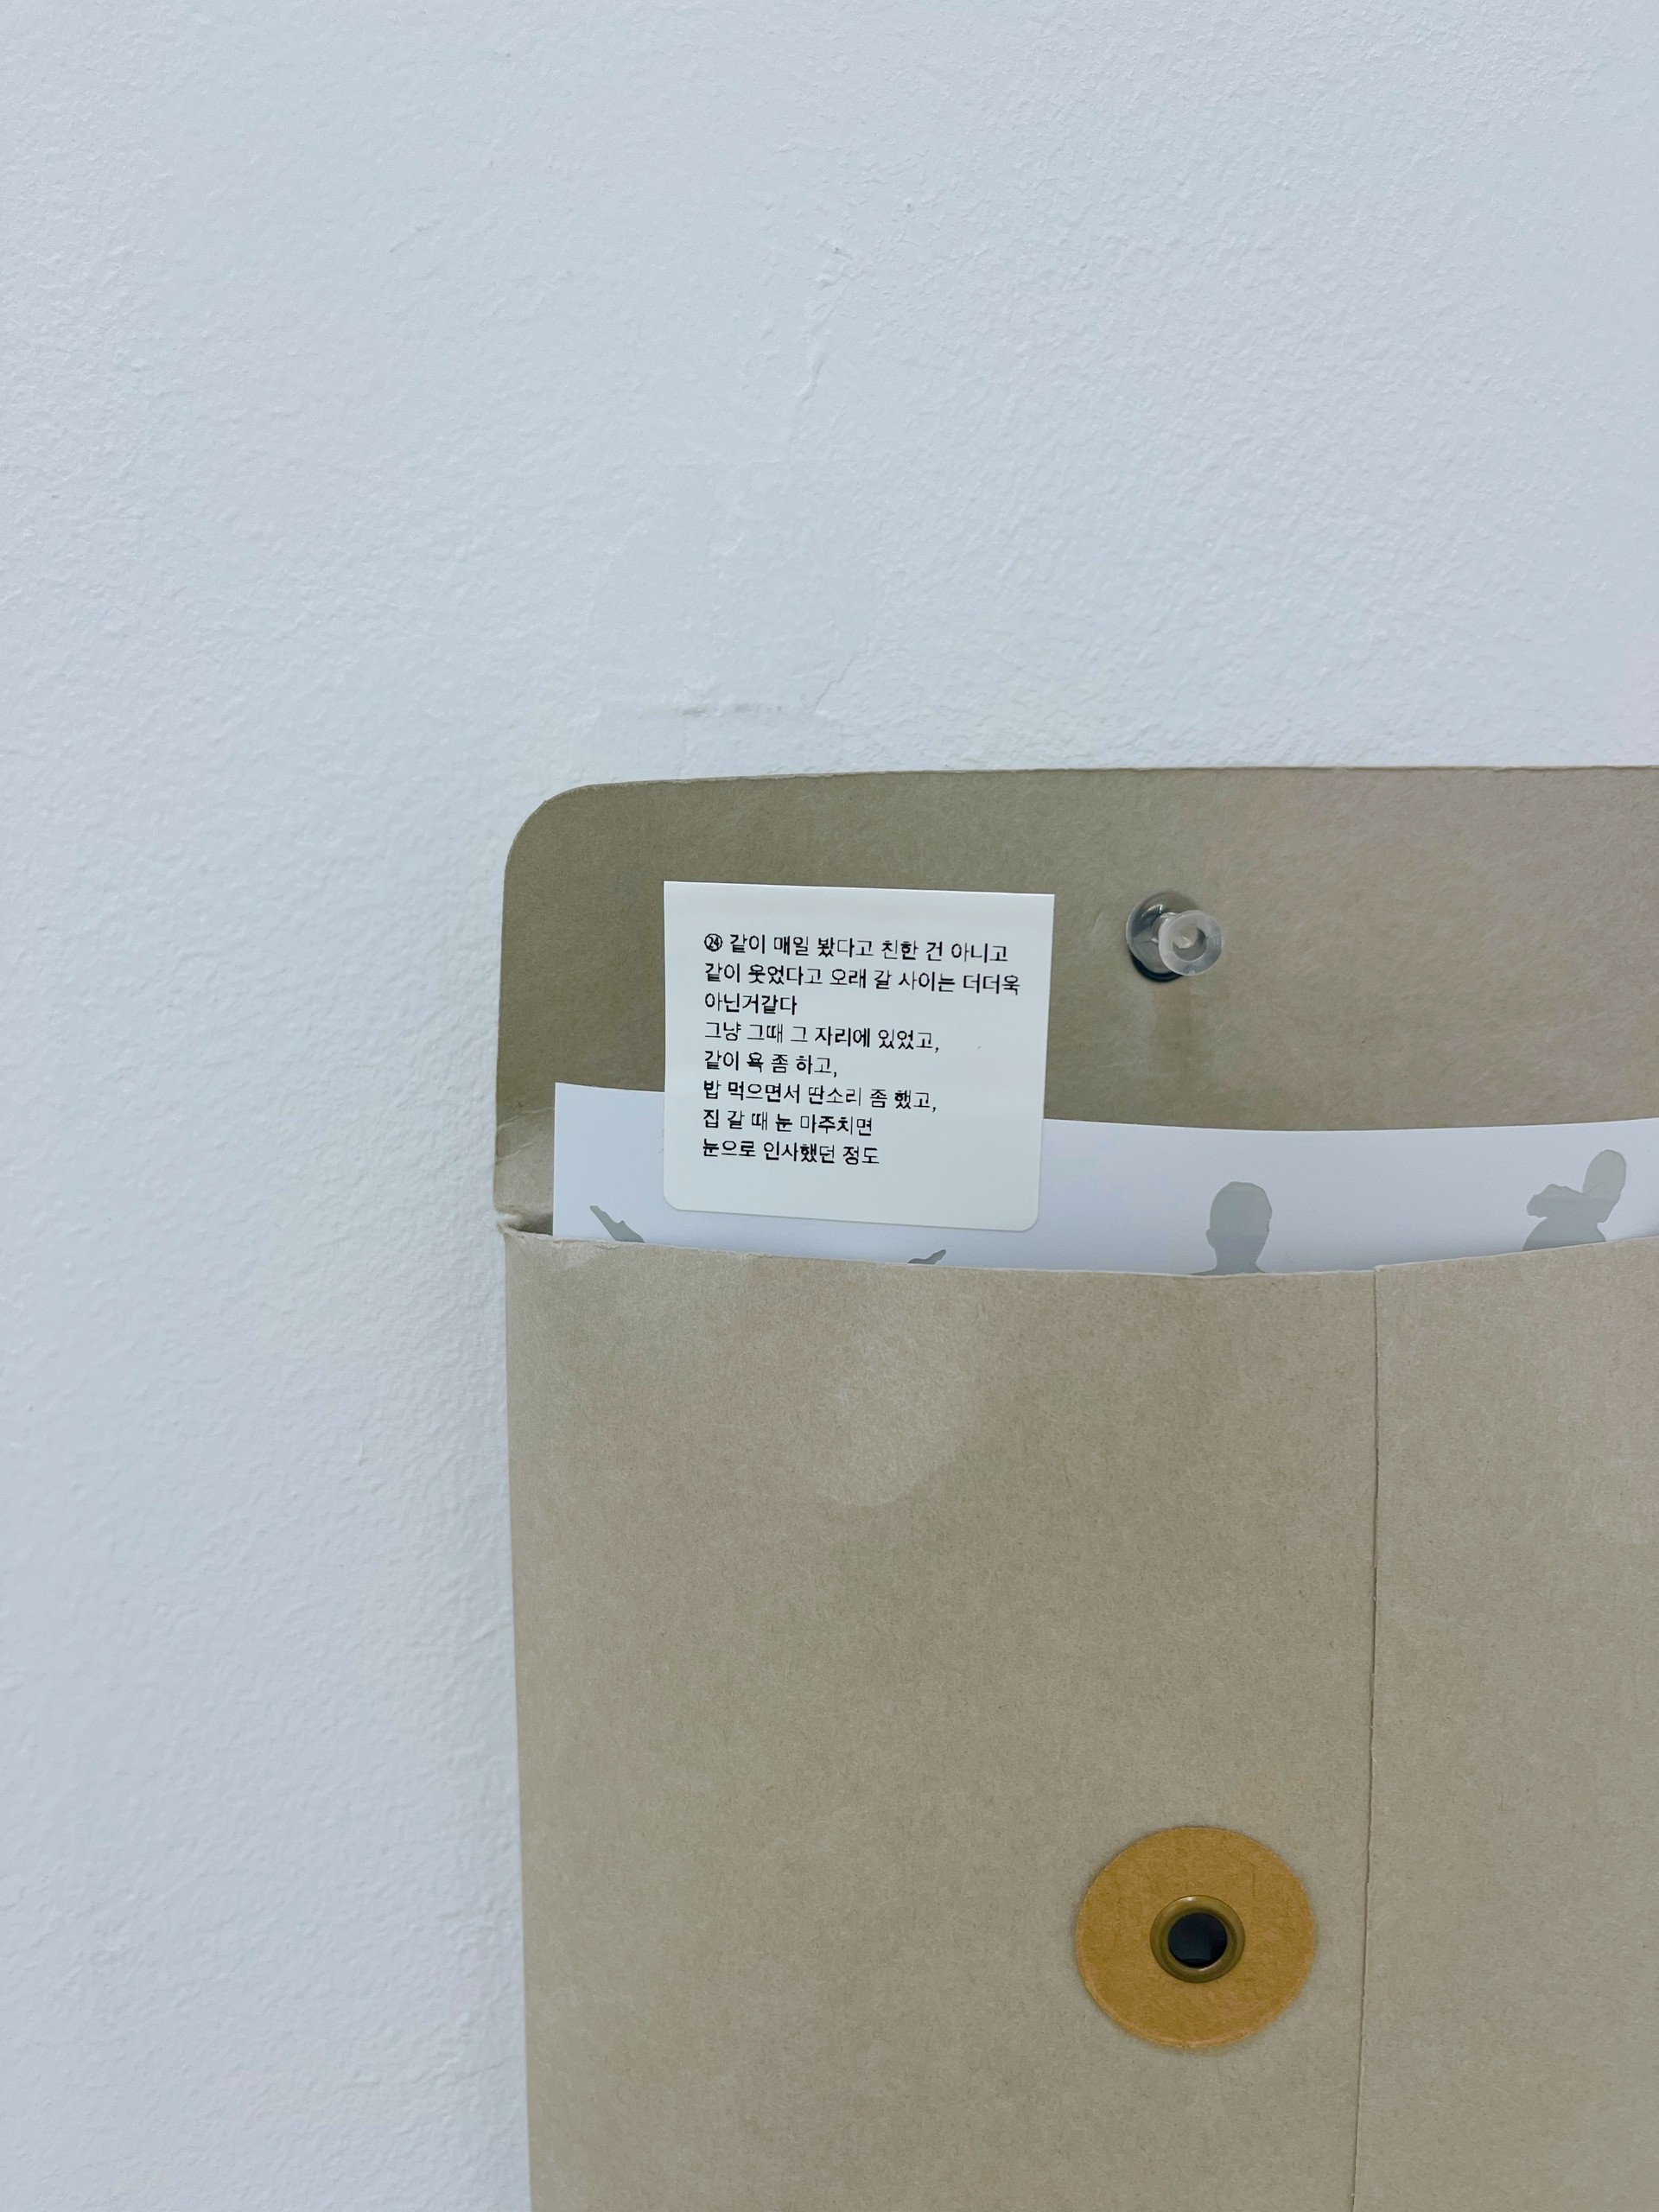 ㉔ 같이 매일 봤다고 친한 건 아니고
같이 웃었다고 오래 갈 사이는 더더욱
아닌거같다
그냥 그때 그 자리에 있었고,
같이 욕 좀 하고,
밥 먹으면서 딴소리 좀 했고,
집 갈 때 눈 마주치면
눈으로 인사했던 정도